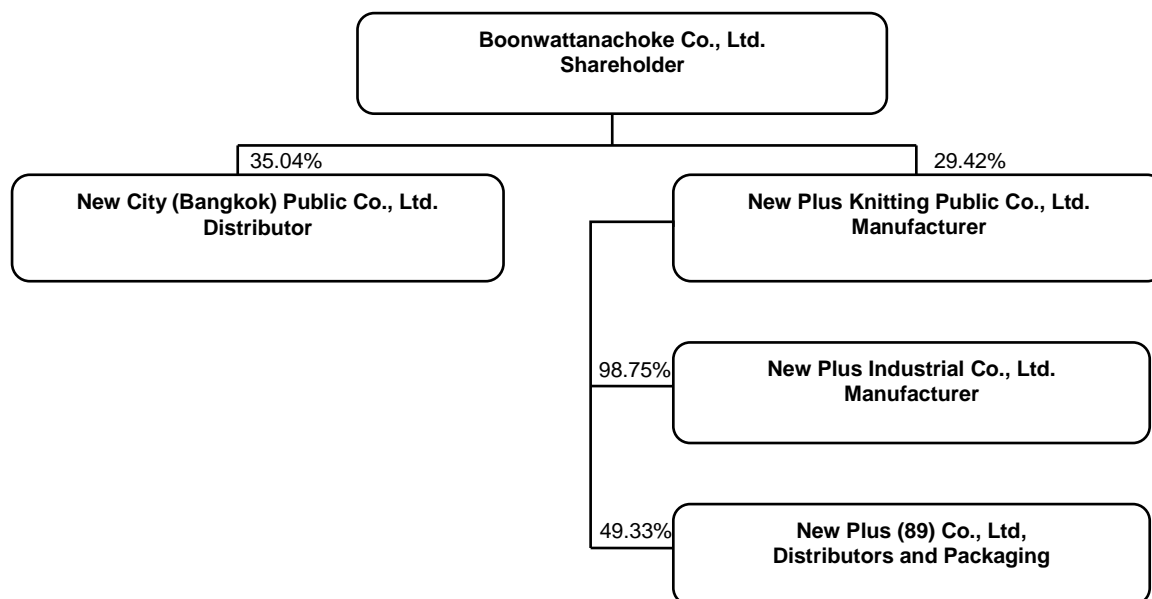 Boonwattanachoke Co., Ltd.
Shareholder
35.04%
29.42%
New City (Bangkok) Public Co., Ltd.
Distributor
New Plus Knitting Public Co., Ltd.
Manufacturer
98.75%
New Plus Industrial Co., Ltd.
Manufacturer
49.33%
New Plus (89) Co., Ltd,
Distributors and Packaging